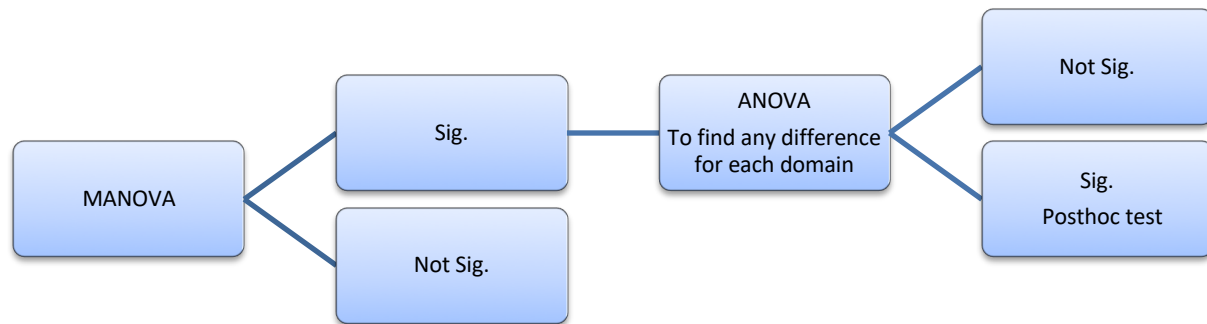 MANOVA
Sig.
Not Sig.
ANOVA
To find any difference
for each domain
Not Sig.
Sig.
Posthoc test